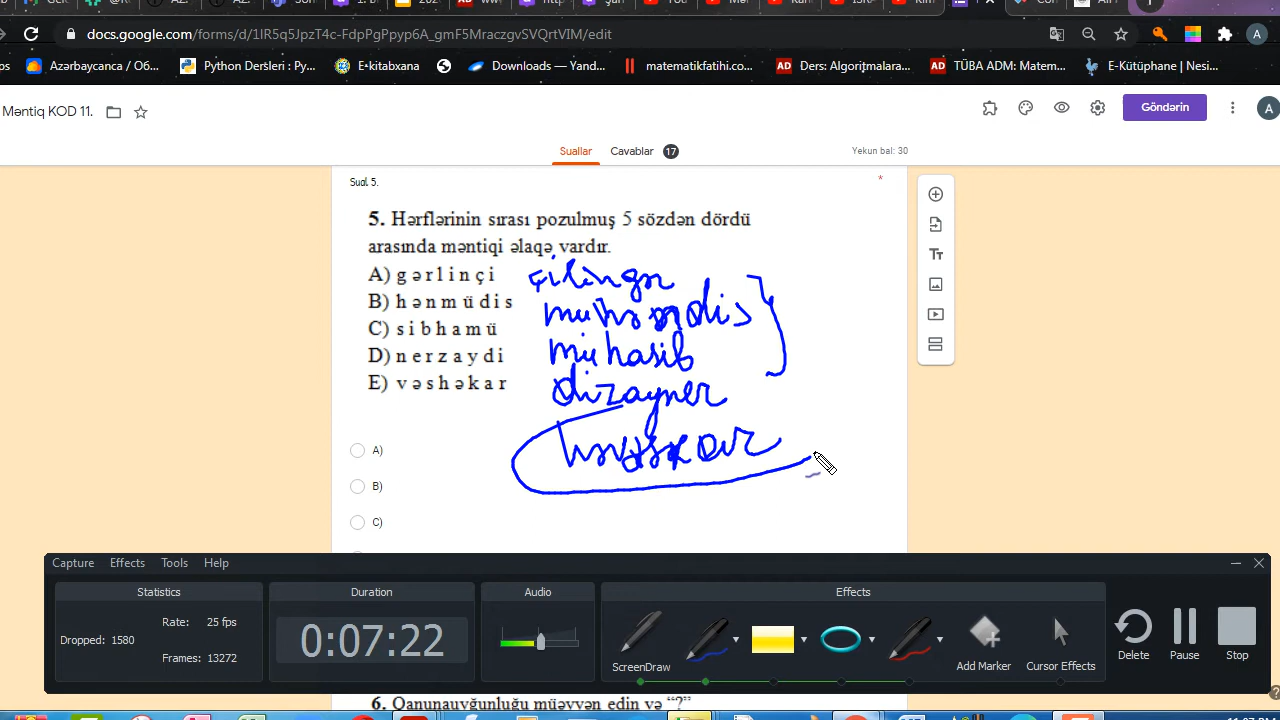 docs.google.com/forms/d/1lR5q5JpzT4c-FdpPgPpyp6A_gmF5MraczgvSVQrtVIM/edit
Azərbaycanca / Об...
Python Dersleri : Py...
E•kitabxana
Downloads — Yand...
matematikfathi.co...
Ders: Algoritmalara...
TÜBA ADM: Matem...
E-Kütüphane | Nesi...
Məntiq KOD 11.
Göndərin
Suallar
Cavablar 17
Yekun bal: 30
Sual 5.
*
5. Hərflərinin sırası pozulmuş 5 sözdən dördü
arasında məntiqi əlaqə vardır.
A) g ə r l i n ç i çilingər
B) h ə n m ü d i s mühəndis
C) s i b h a m ü mühasib
D) n e r z a y d i dizayner
E) v ə s h ə k a r həvəskar
A)
B)
C)
Capture Effects Tools Help
Statistics
Duration
Audio
Effects
Dropped: 1580
Rate: 25 fps
Frames: 13272
0:07:22
ScreenDraw
Add Marker
Cursor Effects
Delete
Pause
Stop
6. Qanunauyğunluğu müəyyən edin və "?"